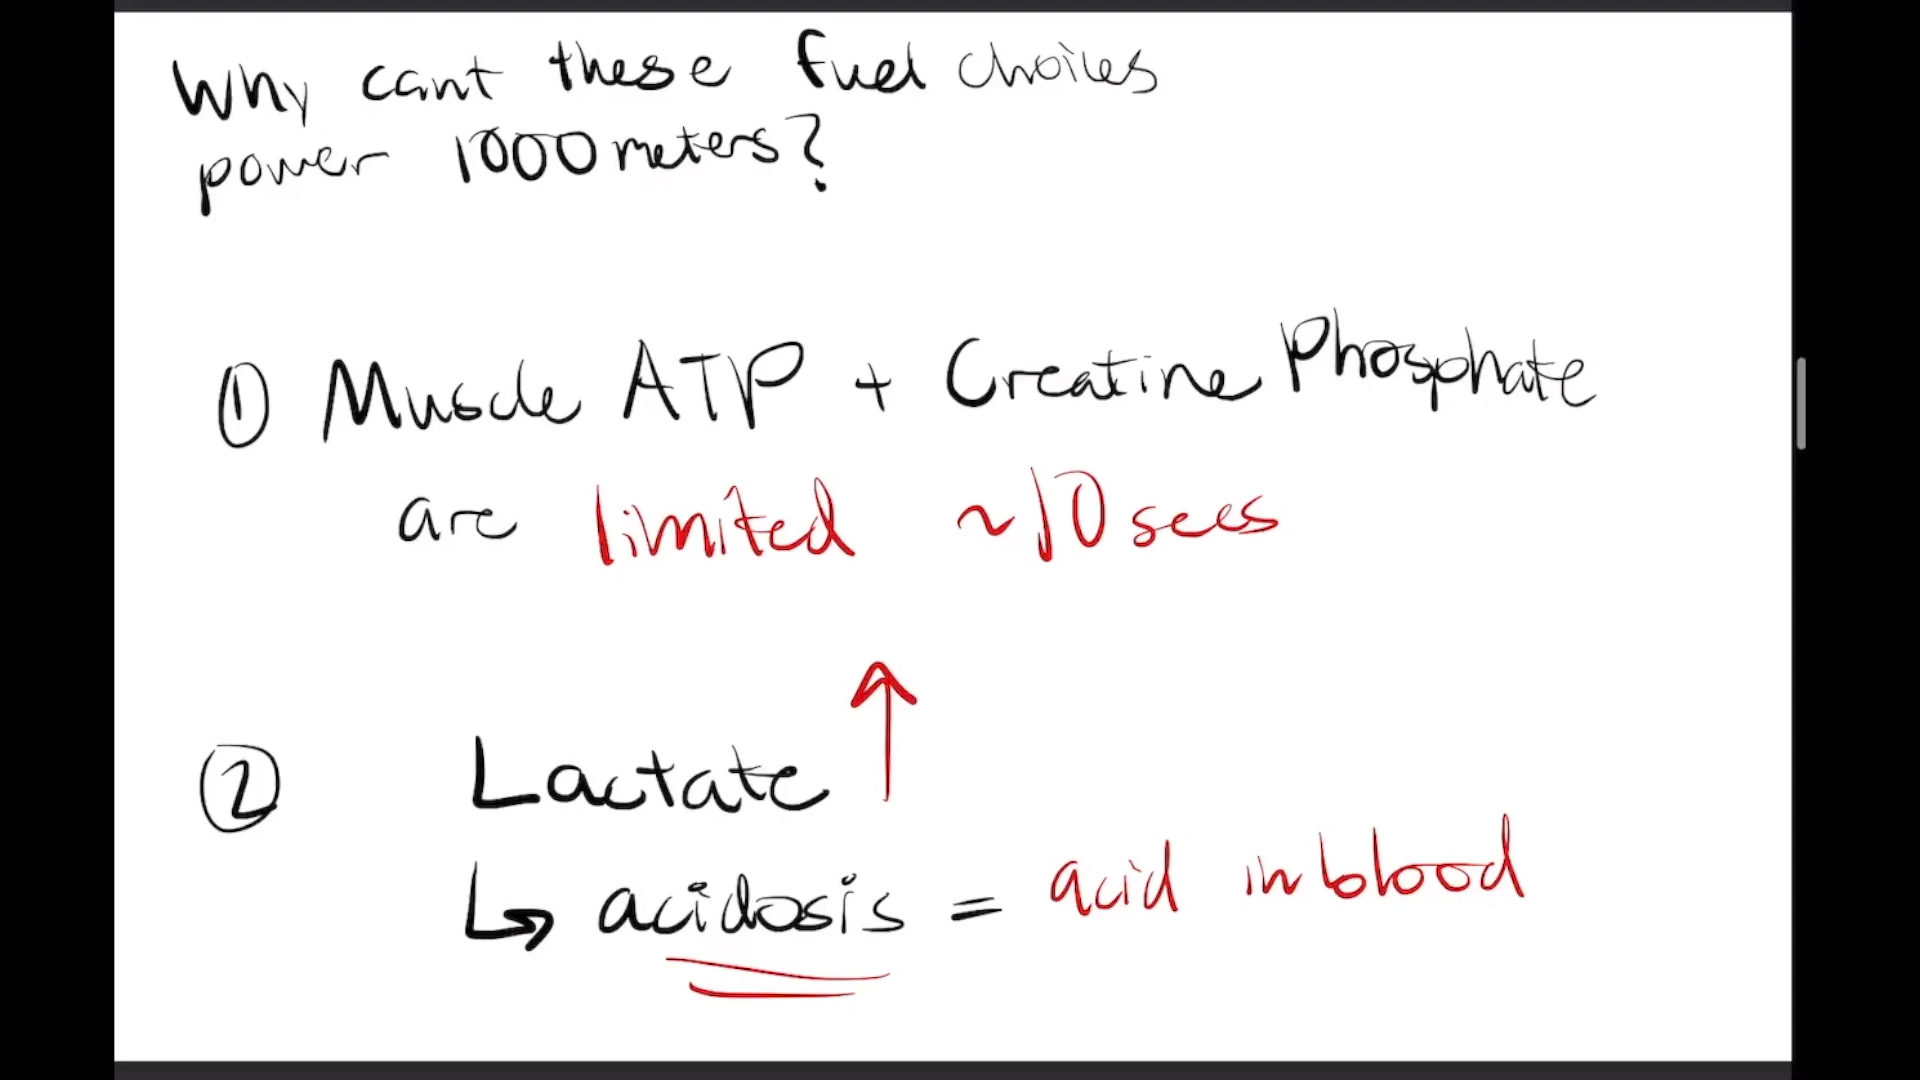 Why cant these fuel choices
power 1000 meters?
① Muscle ATP + Creatine Phosphate
are limited ~10 secs
② Lactate ↑
↳ acidosis = acid in blood